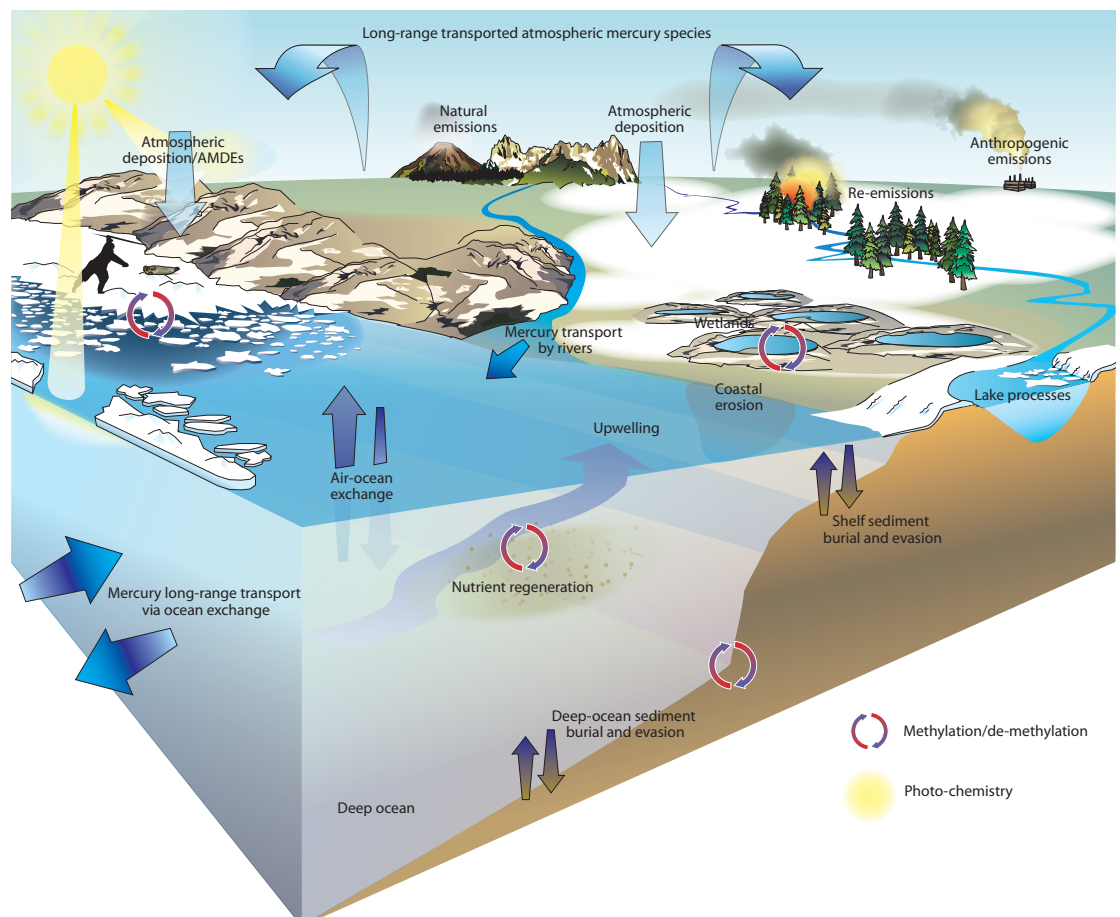 Long-range transported atmospheric mercury species
Natural
emissions
Atmospheric
deposition
Atmospheric
deposition/AMDEs
Anthropogenic
emissions
Re-emissions
Wetlands
Mercury transport
by rivers
Coastal
erosion
Lake processes
Upwelling
Air-ocean
exchange
Shelf sediment
burial and evasion
Nutrient regeneration
Mercury long-range transport
via ocean exchange
Deep-ocean sediment
burial and evasion
Methylation/de-methylation
Photo-chemistry
Deep ocean